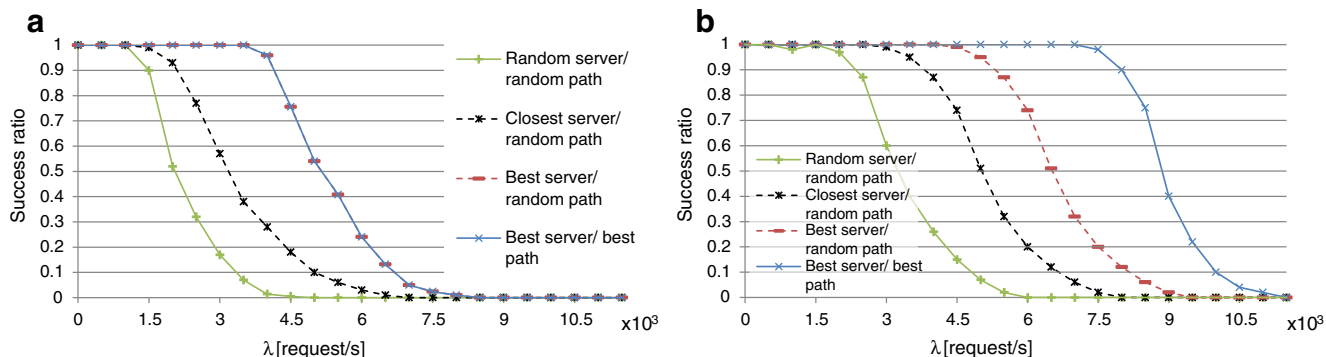 a
Success ratio
1
0.9
0.8
0.7
0.6
0.5
0.4
0.3
0.2
0.1
0
0
1.5
3
4.5
6
7.5
9
10.5
x10³
λ[request/s]
Random server/
random path
Closest server/
random path
Best server/
random path
Best server/ best
path
b
Success ratio
1
0.9
0.8
0.7
0.6
0.5
0.4
0.3
0.2
0.1
0
Random server/
random path
Closest server/
random path
Best server/
random path
Best server/ best
path
0
1.5
3
4.5
6
7.5
9
10.5
x10³
λ[request/s]